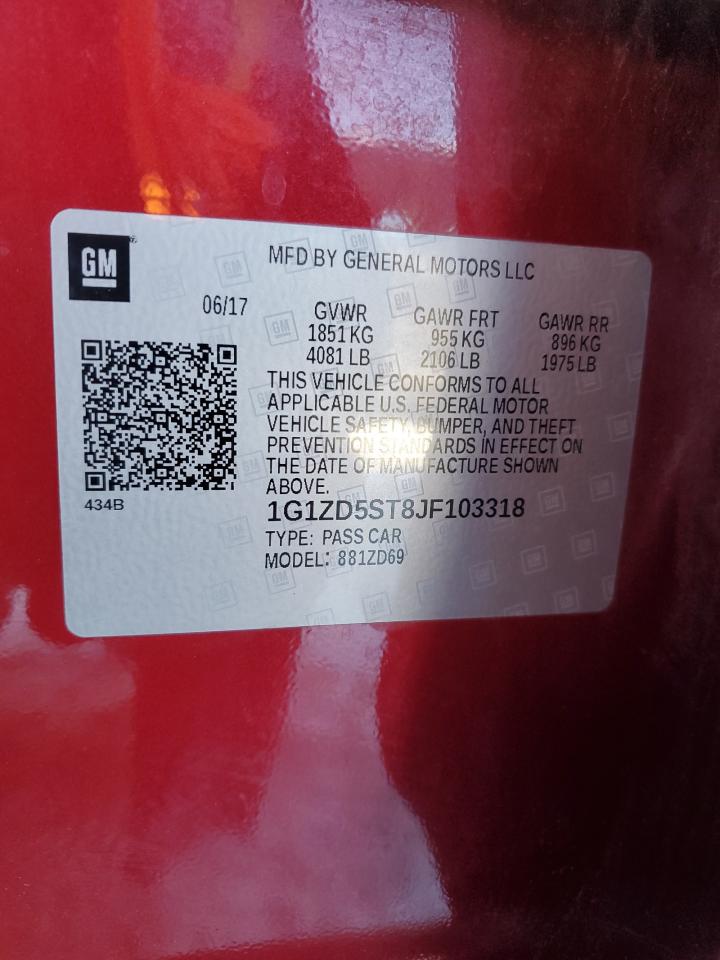 GM
MFD BY GENERAL MOTORS LLC
06/17
GVWR GAWR FRT GAWR RR
1851 KG 955 KG 896 KG
4081 LB 2106 LB 1975 LB
THIS VEHICLE CONFORMS TO ALL
APPLICABLE U.S. FEDERAL MOTOR
VEHICLE SAFETY, BUMPER, AND THEFT
PREVENTION STANDARDS IN EFFECT ON
THE DATE OF MANUFACTURE SHOWN
ABOVE.
434B
1G1ZD5ST8JF103318
TYPE: PASS CAR
MODEL: 881ZD69